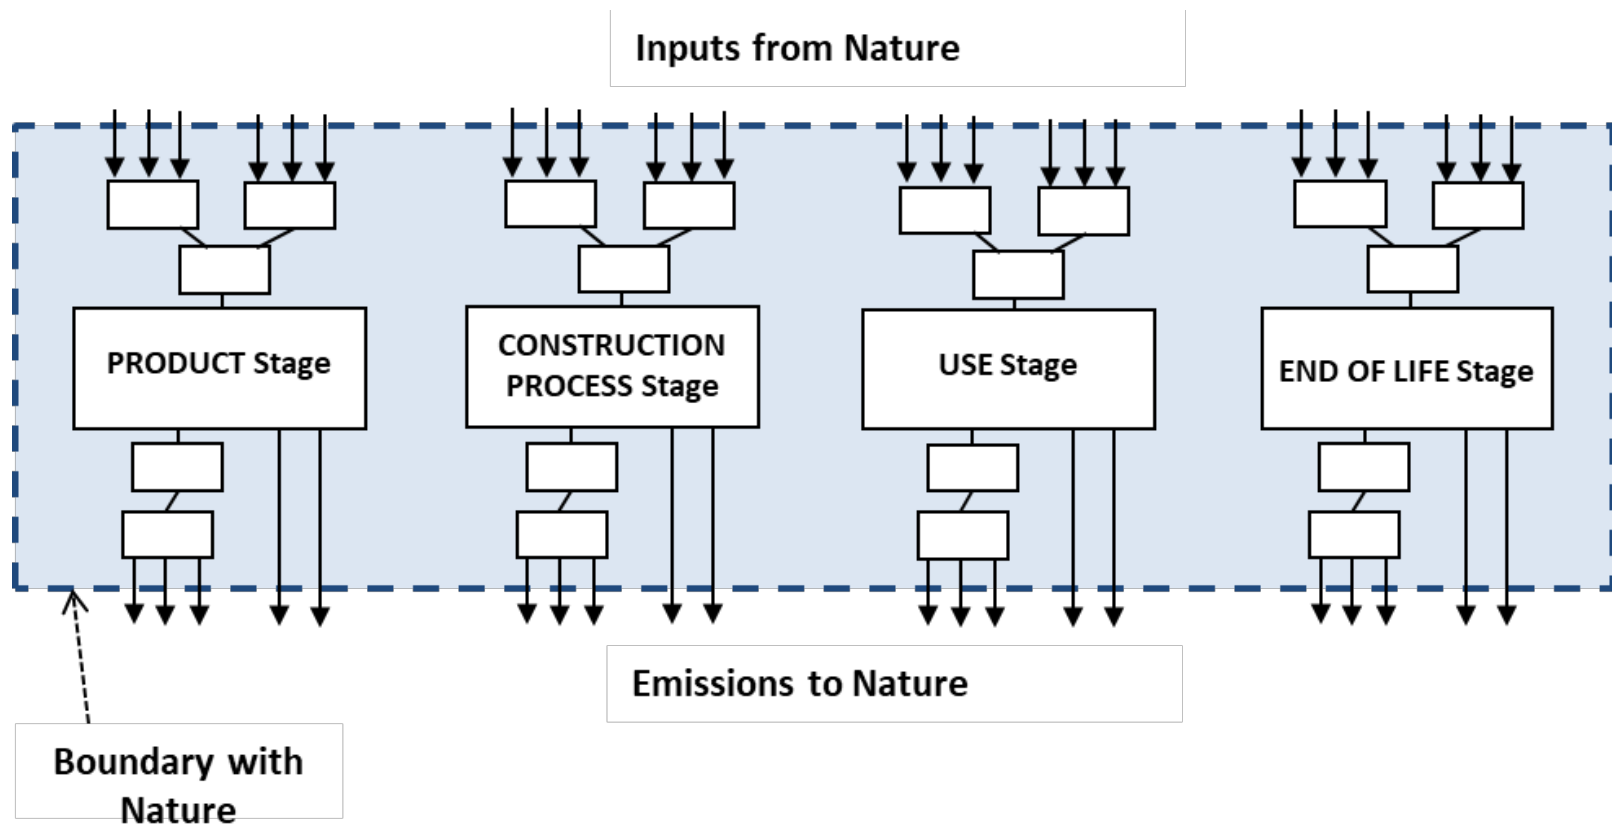 Inputs from Nature
PRODUCT Stage
CONSTRUCTION
PROCESS Stage
USE Stage
END OF LIFE Stage
Emissions to Nature
Boundary with
Nature